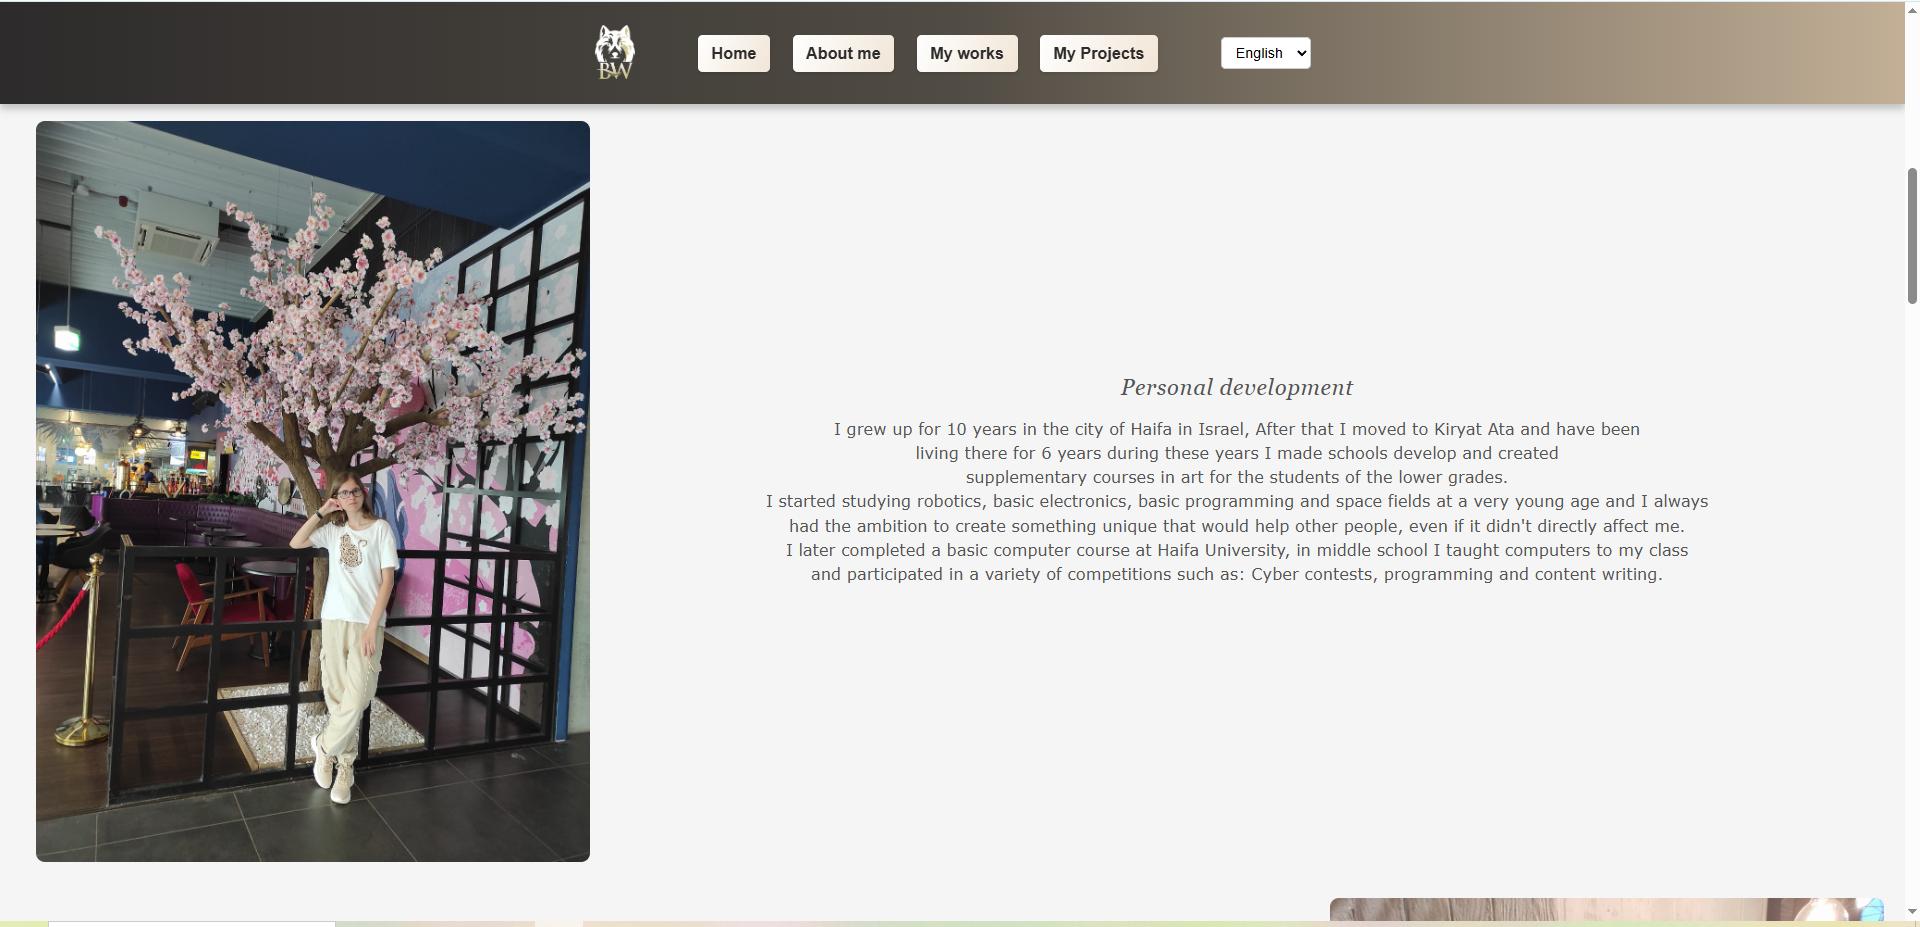 BW
Home
About me
My works
My Projects
English
Personal development
I grew up for 10 years in the city of Haifa in Israel, After that I moved to Kiryat Ata and have been
living there for 6 years during these years I made schools develop and created
supplementary courses in art for the students of the lower grades.
I started studying robotics, basic electronics, basic programming and space fields at a very young age and I always
had the ambition to create something unique that would help other people, even if it didn't directly affect me.
I later completed a basic computer course at Haifa University, in middle school I taught computers to my class
and participated in a variety of competitions such as: Cyber contests, programming and content writing.